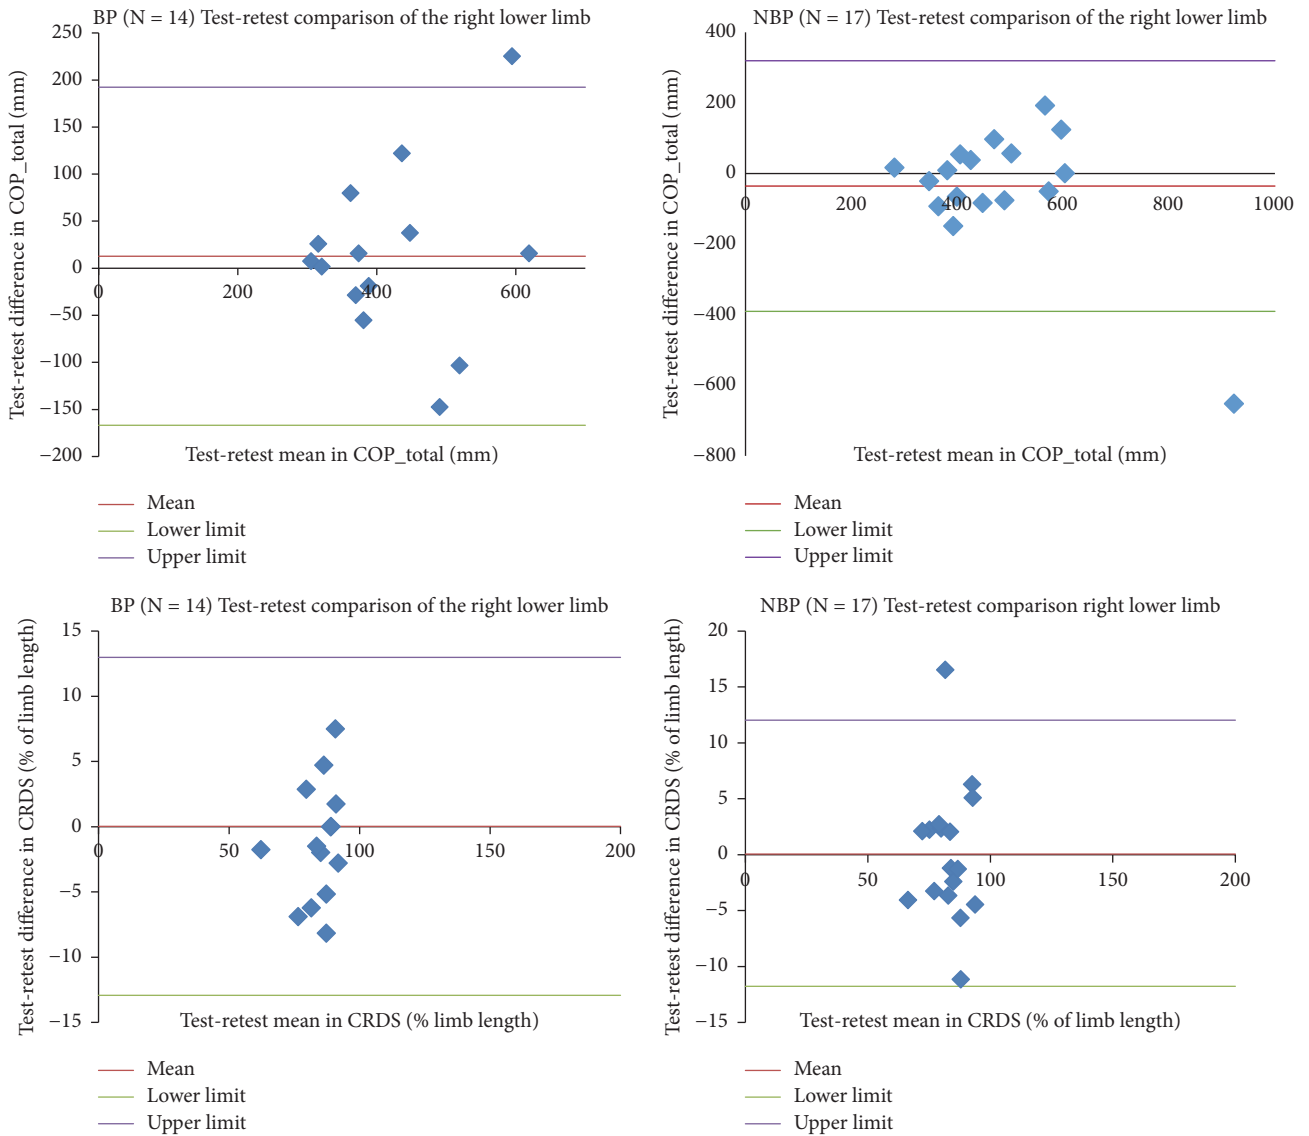 BP (N = 14) Test-retest comparison of the right lower limb
250
200
150
100
50
0
−50
−100
−150
−200
0
200
400
600
Test-retest difference in COP_total (mm)
Test-retest mean in COP_total (mm)
Mean
Lower limit
Upper limit
NBP (N = 17) Test-retest comparison of the right lower limb
400
200
0
−200
−400
−600
−800
0
200
400
600
800
1000
Test-retest difference in COP_total (mm)
Test-retest mean in COP_total (mm)
Mean
Lower limit
Upper limit
BP (N = 14) Test-retest comparison of the right lower limb
15
10
5
0
−5
−10
−15
0
50
100
150
200
Test-retest difference in CRDS (% of limb length)
Test-retest mean in CRDS (% limb length)
Mean
Lower limit
Upper limit
NBP (N = 17) Test-retest comparison right lower limb
20
15
10
5
0
−5
−10
−15
0
50
100
150
200
Test-retest difference in CRDS (% of limb length)
Test-retest mean in CRDS (% of limb length)
Mean
Lower limit
Upper limit